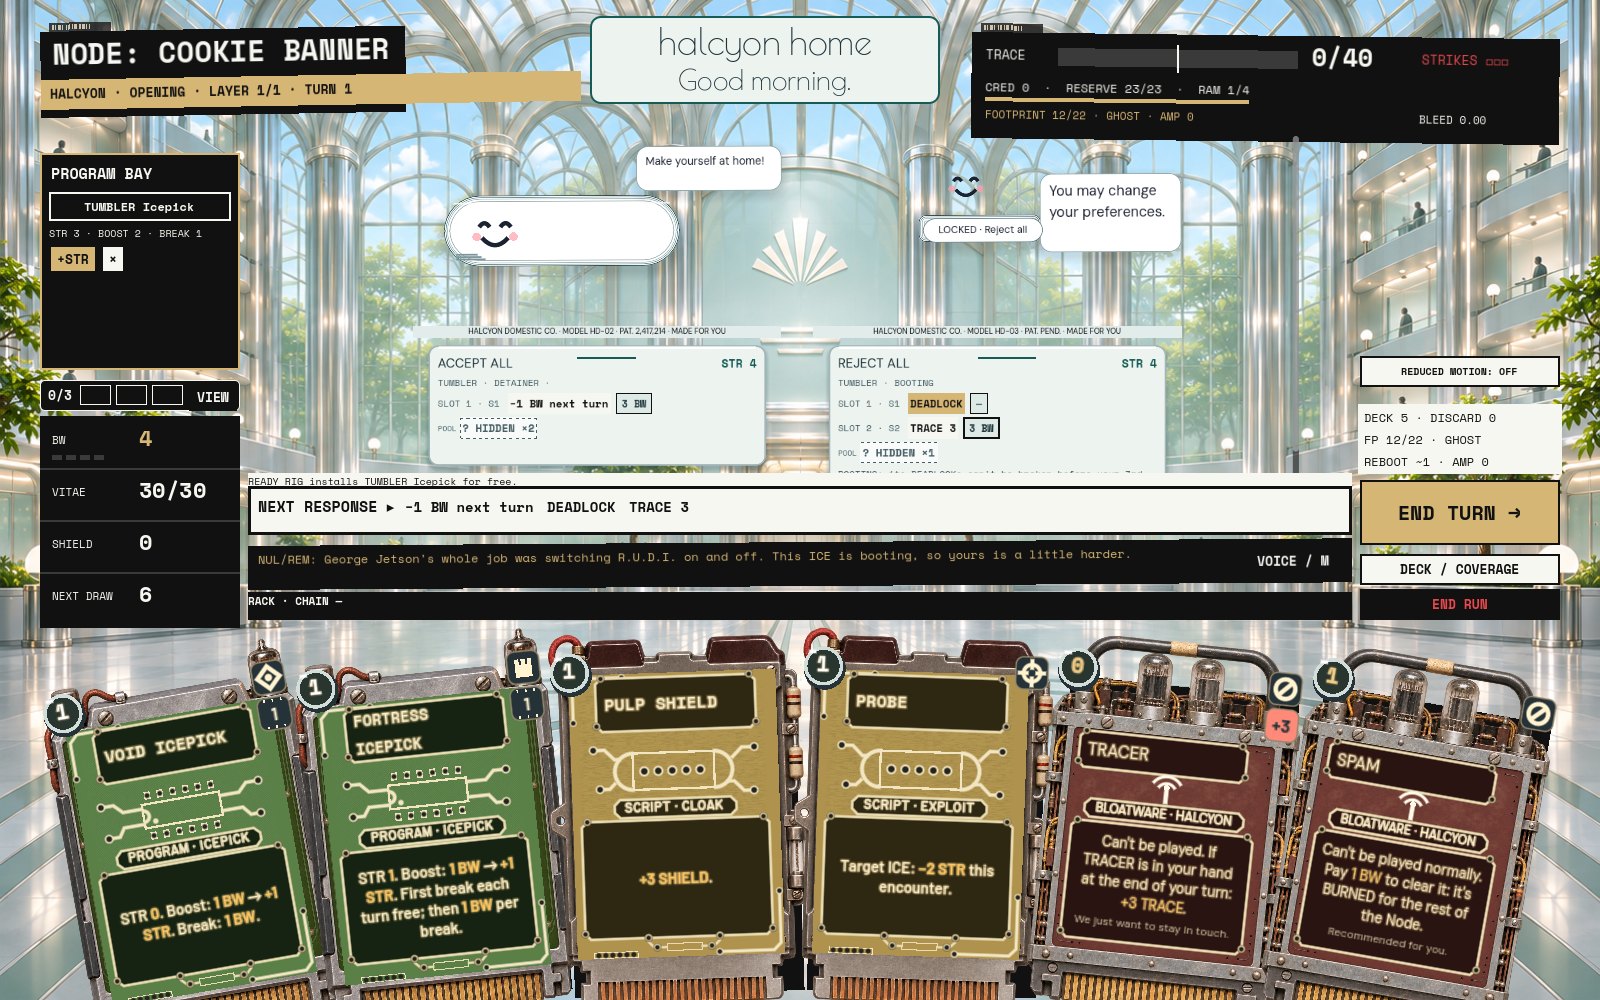 NODE: COOKIE BANNER
HALCYON · OPENING · LAYER 1/1 · TURN 1
halcyon home
Good morning.
TRACE
0/40
STRIKES
CRED 0 · RESERVE 23/23 · RAM 1/4
FOOTPRINT 12/22 · GHOST · AMP 0
BLEED 0.00
PROGRAM BAY
TUMBLER Icepick
STR 3 · BOOST 2 · BREAK 1
+STR ×
0/3 VIEW
BW 4
VITAE 30/30
SHIELD 0
NEXT DRAW 6
Make yourself at home!
You may change
your preferences.
LOCKED · Reject all
HALCYON DOMESTIC CO. · MODEL HD-02 · PAT. 2,417,214 · MADE FOR YOU
ACCEPT ALL STR 4
TUMBLER · DETAINER ·
SLOT 1 · S1 −1 BW next turn 3 BW
POOL ? HIDDEN ×2
HALCYON DOMESTIC CO. · MODEL HD-03 · PAT. PEND. · MADE FOR YOU
REJECT ALL STR 4
TUMBLER · BOOTING
SLOT 1 · S1 DEADLOCK —
SLOT 2 · S2 TRACE 3 3 BW
POOL ? HIDDEN ×1
READY RIG installs TUMBLER Icepick for free.
NEXT RESPONSE ▸ −1 BW next turn DEADLOCK TRACE 3
NUL/REM: George Jetson's whole job was switching R.U.D.I. on and off. This ICE is booting, so yours is a little harder.
VOICE / M
RACK · CHAIN —
REDUCED MOTION: OFF
DECK 5 · DISCARD 0
FP 12/22 · GHOST
REBOOT ~1 · AMP 0
END TURN →
DECK / COVERAGE
END RUN
1
1
VOID ICEPICK
PROGRAM · ICEPICK
STR 0. Boost: 1 BW → +1
STR. Break: 1 BW.
1
1
FORTRESS
ICEPICK
PROGRAM · ICEPICK
STR 1. Boost: 1 BW → +1
STR. First break each
turn free; then 1 BW per
break.
1
PULP SHIELD
SCRIPT · CLOAK
+3 SHIELD.
1
PROBE
SCRIPT · EXPLOIT
Target ICE: −2 STR this
encounter.
0
+3
TRACER
BLOATWARE · HALCYON
Can't be played. If
TRACER is in your hand
at the end of your turn:
+3 TRACE.
We just want to stay in touch.
1
SPAM
BLOATWARE · HALCYON
Can't be played normally.
Pay 1 BW to clear it: it's
BURNED for the rest of
the Node.
Recommended for you.